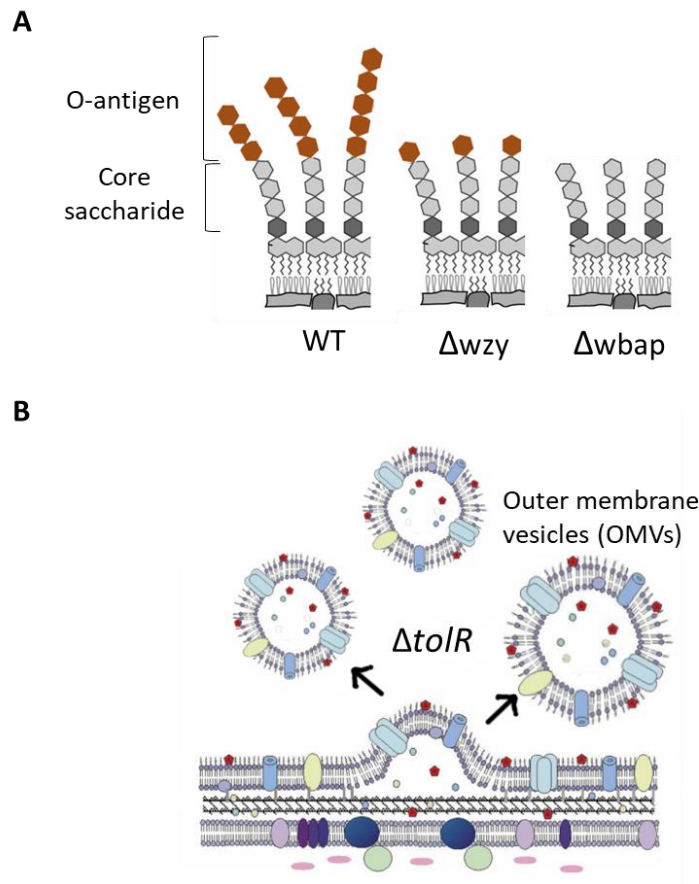 A
O-antigen
Core
saccharide
WT
Δwzy
Δwbap
B
Outer membrane
vesicles (OMVs)
ΔtolR